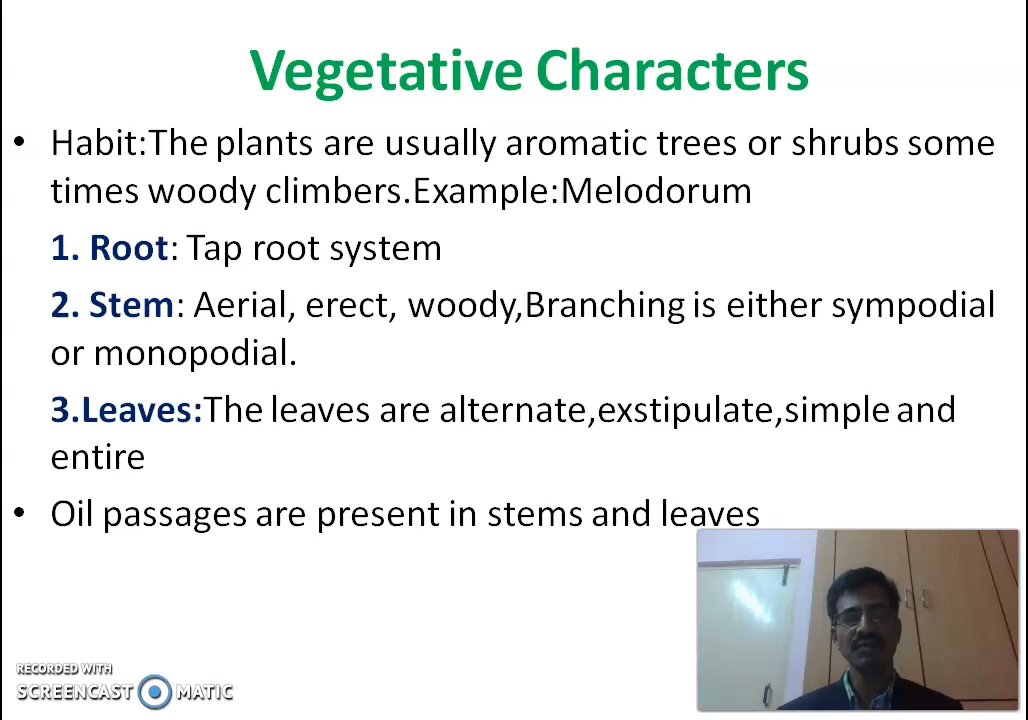 Vegetative Characters
• Habit:The plants are usually aromatic trees or shrubs some
times woody climbers.Example:Melodorum
1. Root: Tap root system
2. Stem: Aerial, erect, woody,Branching is either sympodial
or monopodial.
3.Leaves:The leaves are alternate,exstipulate,simple and
entire
• Oil passages are present in stems and leaves
RECORDED WITH
SCREENCAST MATIC